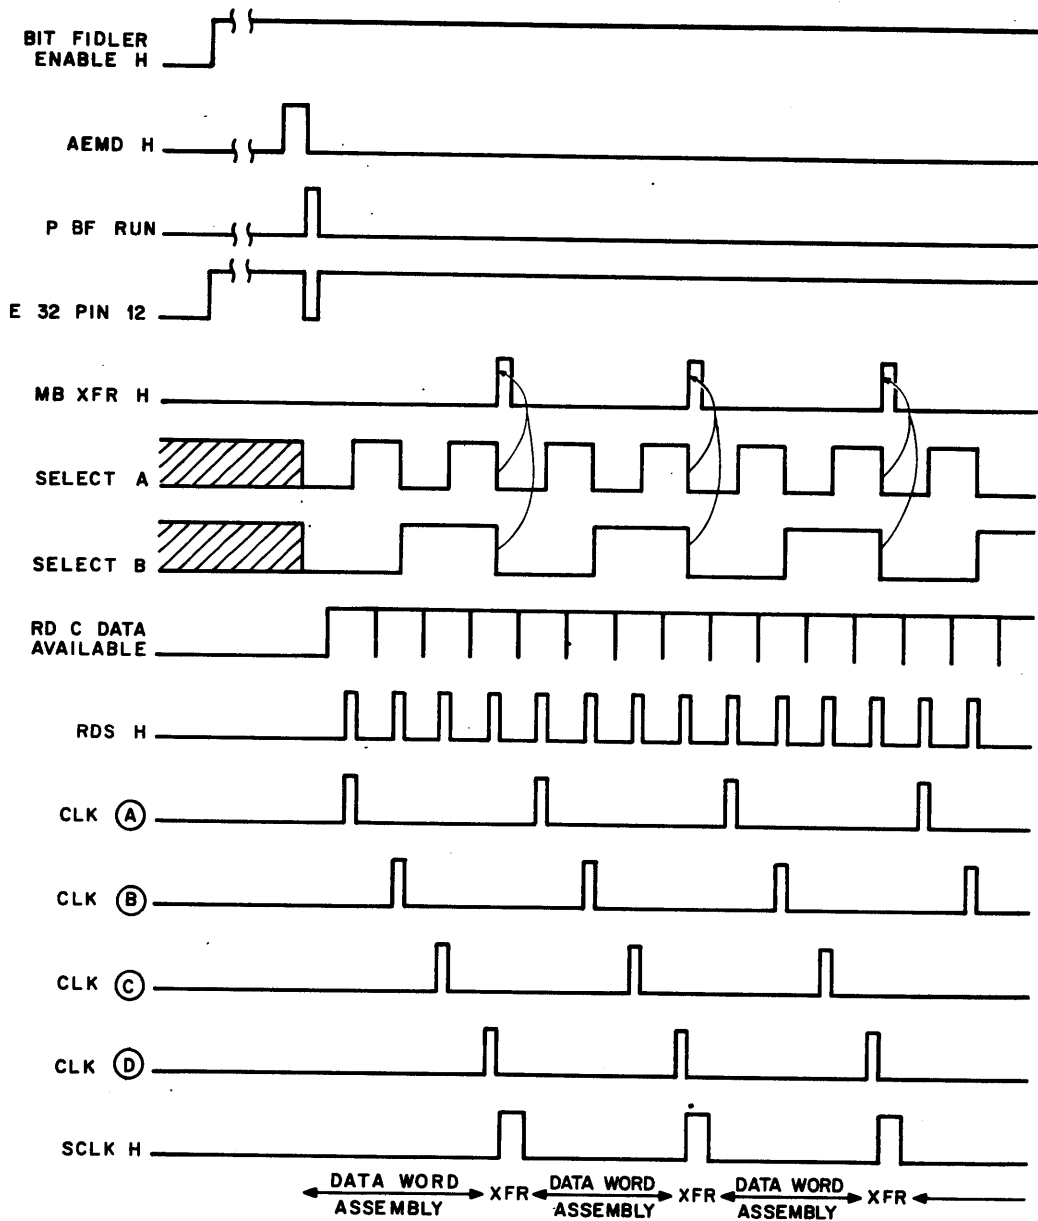 BIT FIDLER
ENABLE H
AEMD H
P BF RUN
E 32 PIN 12
MB XFR H
SELECT A
SELECT B
RD C DATA
AVAILABLE
RDS H
CLK A
CLK B
CLK C
CLK D
SCLK H
DATA WORD
ASSEMBLY
XFR
DATA WORD
ASSEMBLY
XFR
DATA WORD
ASSEMBLY
XFR